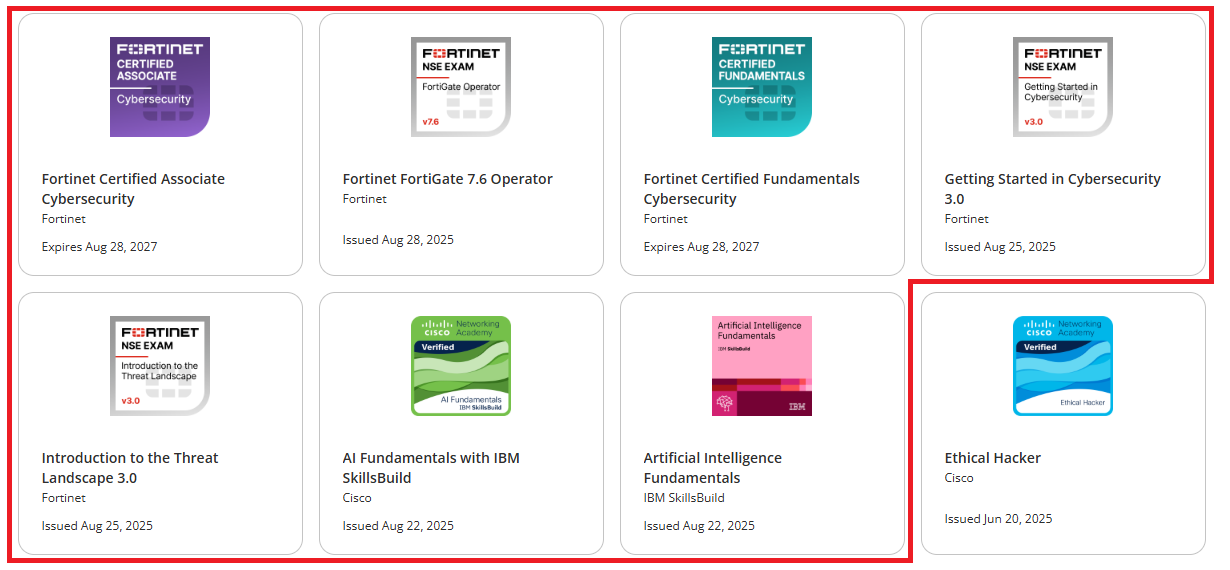 FORTINET
CERTIFIED
ASSOCIATE
Cybersecurity
Fortinet Certified Associate
Cybersecurity
Fortinet
Expires Aug 28, 2027
FORTINET
NSE EXAM
FortiGate Operator
v7.6
Fortinet FortiGate 7.6 Operator
Fortinet
Issued Aug 28, 2025
FORTINET
CERTIFIED
FUNDAMENTALS
Cybersecurity
Fortinet Certified Fundamentals
Cybersecurity
Fortinet
Expires Aug 28, 2027
FORTINET
NSE EXAM
Getting Started in
Cybersecurity
v3.0
Getting Started in Cybersecurity
3.0
Fortinet
Issued Aug 25, 2025
FORTINET
NSE EXAM
Introduction to the
Threat Landscape
v3.0
Introduction to the Threat
Landscape 3.0
Fortinet
Issued Aug 25, 2025
CISCO
Networking
Academy
Verified
AI Fundamentals
IBM SkillsBuild
AI Fundamentals with IBM
SkillsBuild
Cisco
Issued Aug 22, 2025
Artificial Intelligence
Fundamentals
IBM SkillsBuild
IBM
Artificial Intelligence
Fundamentals
IBM SkillsBuild
Issued Aug 22, 2025
CISCO
Networking
Academy
Verified
Ethical Hacker
Ethical Hacker
Cisco
Issued Jun 20, 2025